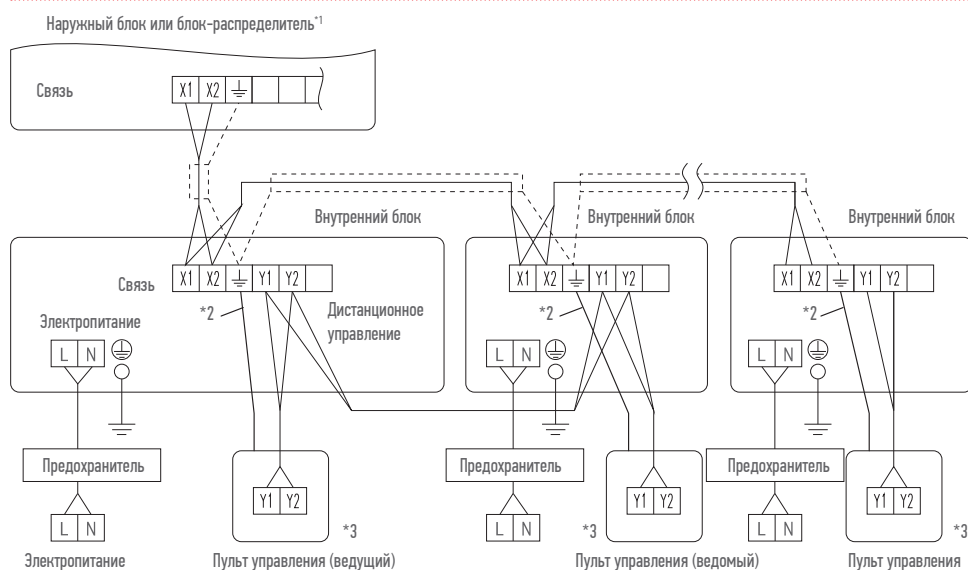 Наружный блок или блок-распределитель*1
Связь
X1 X2
Внутренний блок
Внутренний блок
Внутренний блок
Связь
X1 X2 Y1 Y2
X1 X2 Y1 Y2
X1 X2 Y1 Y2
*2
Дистанционное
управление
*2
*2
Электропитание
L N
L N
L N
Предохранитель
Предохранитель
Предохранитель
Y1 Y2
Y1 Y2
Y1 Y2
L N
*3
L N
*3
L N
*3
Электропитание
Пульт управления (ведущий)
Пульт управления (ведомый)
Пульт управления